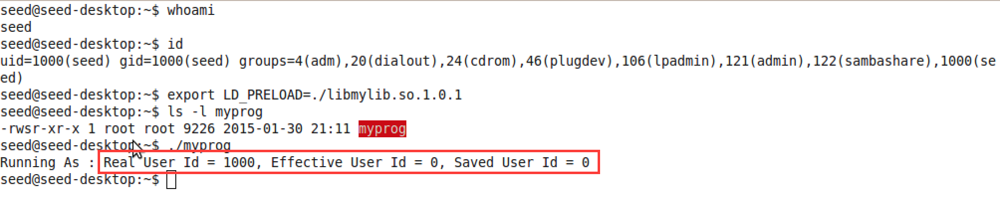 seed@seed-desktop:~$ whoami
seed
seed@seed-desktop:~$ id
uid=1000(seed) gid=1000(seed) groups=4(adm),20(dialout),24(cdrom),46(plugdev),106(lpadmin),121(admin),122(sambashare),1000(se
ed)
seed@seed-desktop:~$ export LD_PRELOAD=./libmylib.so.1.0.1
seed@seed-desktop:~$ ls -l myprog
-rwsr-xr-x 1 root root 9226 2015-01-30 21:11 myprog
seed@seed-desktop:~$ ./myprog
Running As : Real User Id = 1000, Effective User Id = 0, Saved User Id = 0
seed@seed-desktop:~$